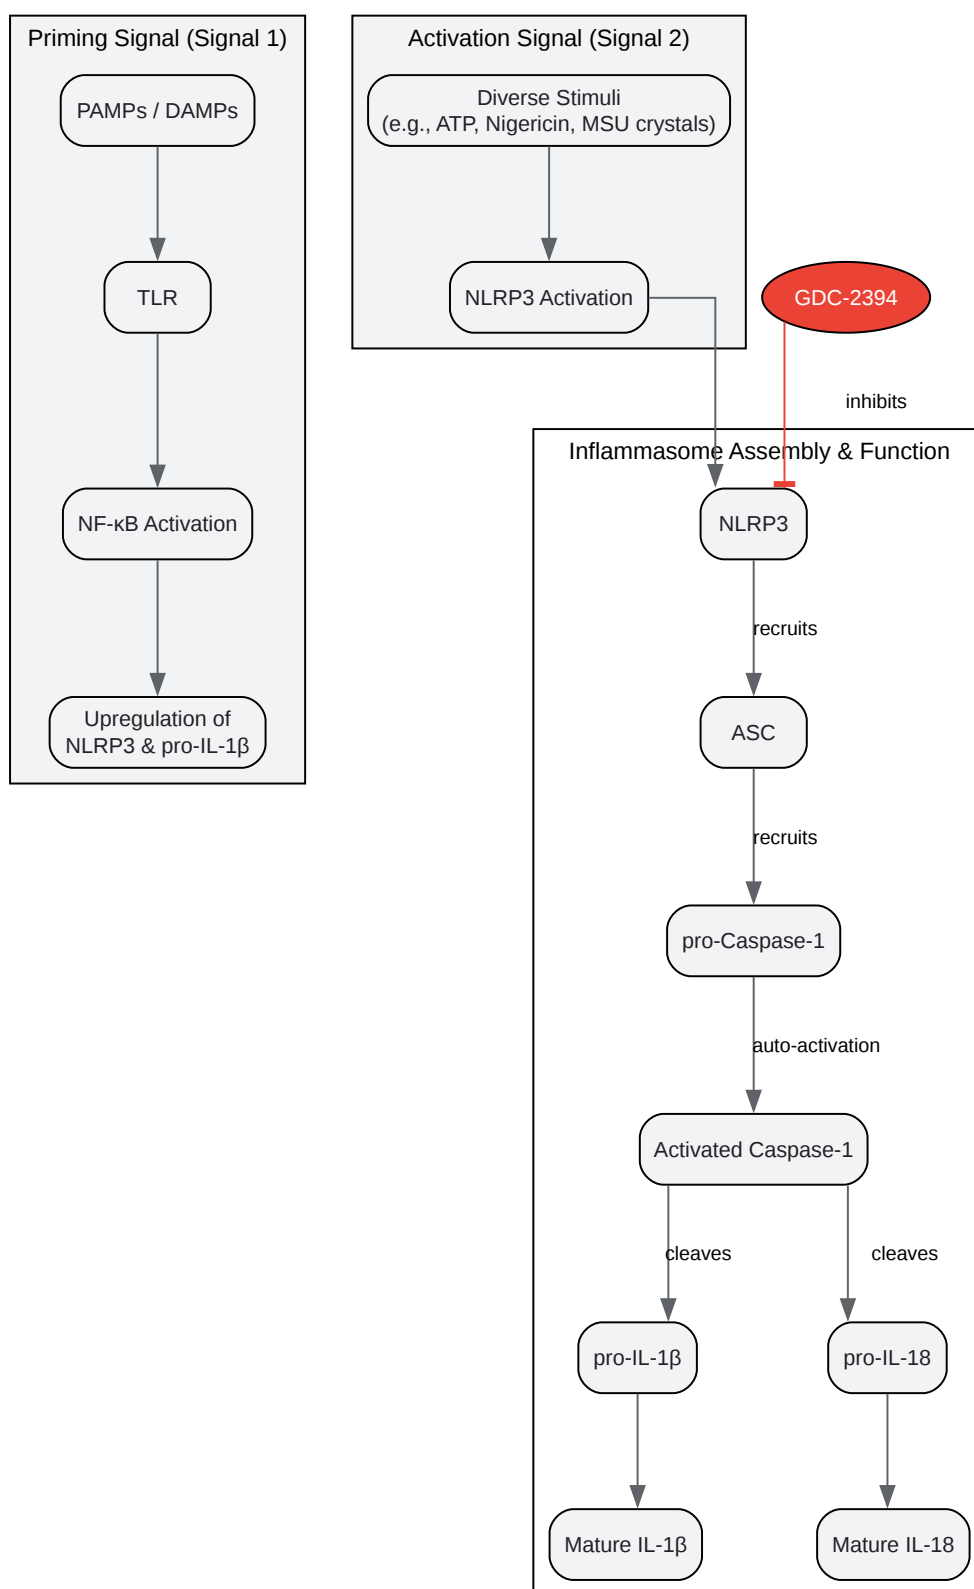 Priming Signal (Signal 1)
PAMPs / DAMPs
TLR
NF-κB Activation
Upregulation of
NLRP3 & pro-IL-1β
Activation Signal (Signal 2)
Diverse Stimuli
(e.g., ATP, Nigericin, MSU crystals)
NLRP3 Activation
GDC-2394
inhibits
Inflammasome Assembly & Function
NLRP3
recruits
ASC
recruits
pro-Caspase-1
auto-activation
Activated Caspase-1
cleaves
cleaves
pro-IL-1β
pro-IL-18
Mature IL-1β
Mature IL-18